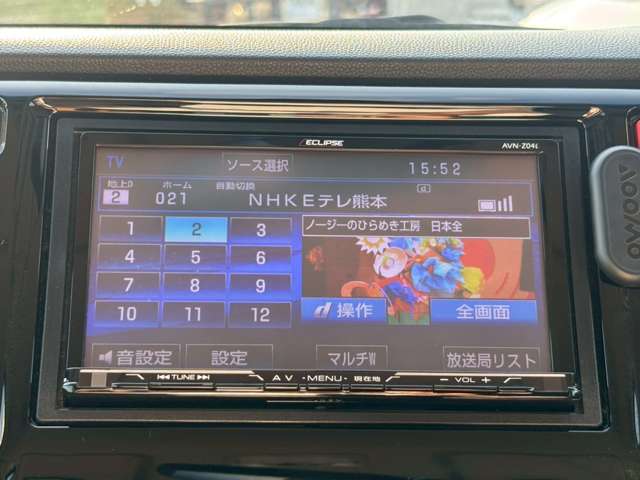 ECLIPSE
AVN-Z04i
TV
ソース選択
15:52
地上D
ホーム
自動切換
d
2
021
NHKEテレ熊本
1
2
3
ノージーのひらめき工房 日本全
4
5
6
7
8
9
10
11
12
d 操作
全画面
音設定
設定
マルチW
放送局リスト
TUNE
AV
-MENU-
現在地
- VOL +